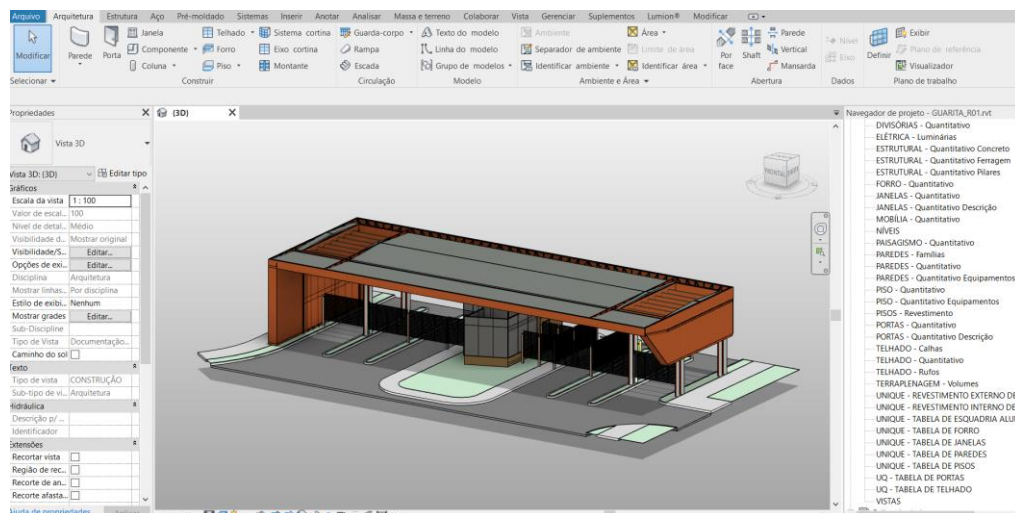 Arquivo Arquitetura Estrutura Aço Pré-moldado Sistemas Inserir Anotar Analisar Massa e terreno Colaborar Vista Gerenciar Suplementos Lumion® Modificar
Modificar
Selecionar
Parede
Porta
Janela
Componente
Coluna
Telhado
Forro
Piso
Sistema cortina
Eixo cortina
Montante
Construir
Guarda-corpo
Rampa
Escada
Circulação
Texto do modelo
Linha do modelo
Grupo de modelos
Modelo
Ambiente
Separador de ambiente
Identificar ambiente
Área
Limite de área
Identificar área
Ambiente e Área
Por face
Shaft
Parede
Vertical
Mansarda
Abertura
Nível
Eixo
Dados
Definir
Exibir
Plano de referência
Visualizador
Plano de trabalho
Propriedades
Vista 3D
Vista 3D: (3D)
Editar tipo
Gráficos
Escala da vista 1 : 100
Valor de escal... 100
Nível de detal... Médio
Visibilidade d... Mostrar original
Visibilidade/S... Editar...
Opções de exi... Editar...
Disciplina Arquitetura
Mostrar linhas... Por disciplina
Estilo de exibi... Nenhum
Mostrar grades Editar...
Sub-Discipline
Tipo de Vista Documentação...
Caminho do sol
Texto
Tipo de vista CONSTRUÇÃO
Sub-tipo de vi... Arquitetura
Hidráulica
Descrição p/ ...
Identificador
Extensões
Recortar vista
Região de rec...
Recorte de an...
Recorte afasta...
Ajuda de propriedades
(3D)
FRONTAL
Navegador de projeto - GUARITA_R01.rvt
DIVISÓRIAS - Quantitativo
ELÉTRICA - Luminárias
ESTRUTURAL - Quantitativo Concreto
ESTRUTURAL - Quantitativo Ferragem
ESTRUTURAL - Quantitativo Pilares
FORRO - Quantitativo
JANELAS - Quantitativo
JANELAS - Quantitativo Descrição
MOBÍLIA - Quantitativo
NÍVEIS
PAISAGISMO - Quantitativo
PAREDES - Famílias
PAREDES - Quantitativo
PAREDES - Quantitativo Equipamentos
PISO - Quantitativo
PISO - Quantitativo Equipamentos
PISOS - Revestimento
PORTAS - Quantitativo
PORTAS - Quantitativo Descrição
TELHADO - Calhas
TELHADO - Quantitativo
TELHADO - Rufos
TERRAPLENAGEM - Volumes
UNIQUE - REVESTIMENTO EXTERNO DE
UNIQUE - REVESTIMENTO INTERNO DE
UNIQUE - TABELA DE ESQUADRIA ALU
UNIQUE - TABELA DE FORRO
UNIQUE - TABELA DE JANELAS
UNIQUE - TABELA DE PAREDES
UNIQUE - TABELA DE PISOS
UQ - TABELA DE PORTAS
UQ - TABELA DE TELHADO
VISTAS